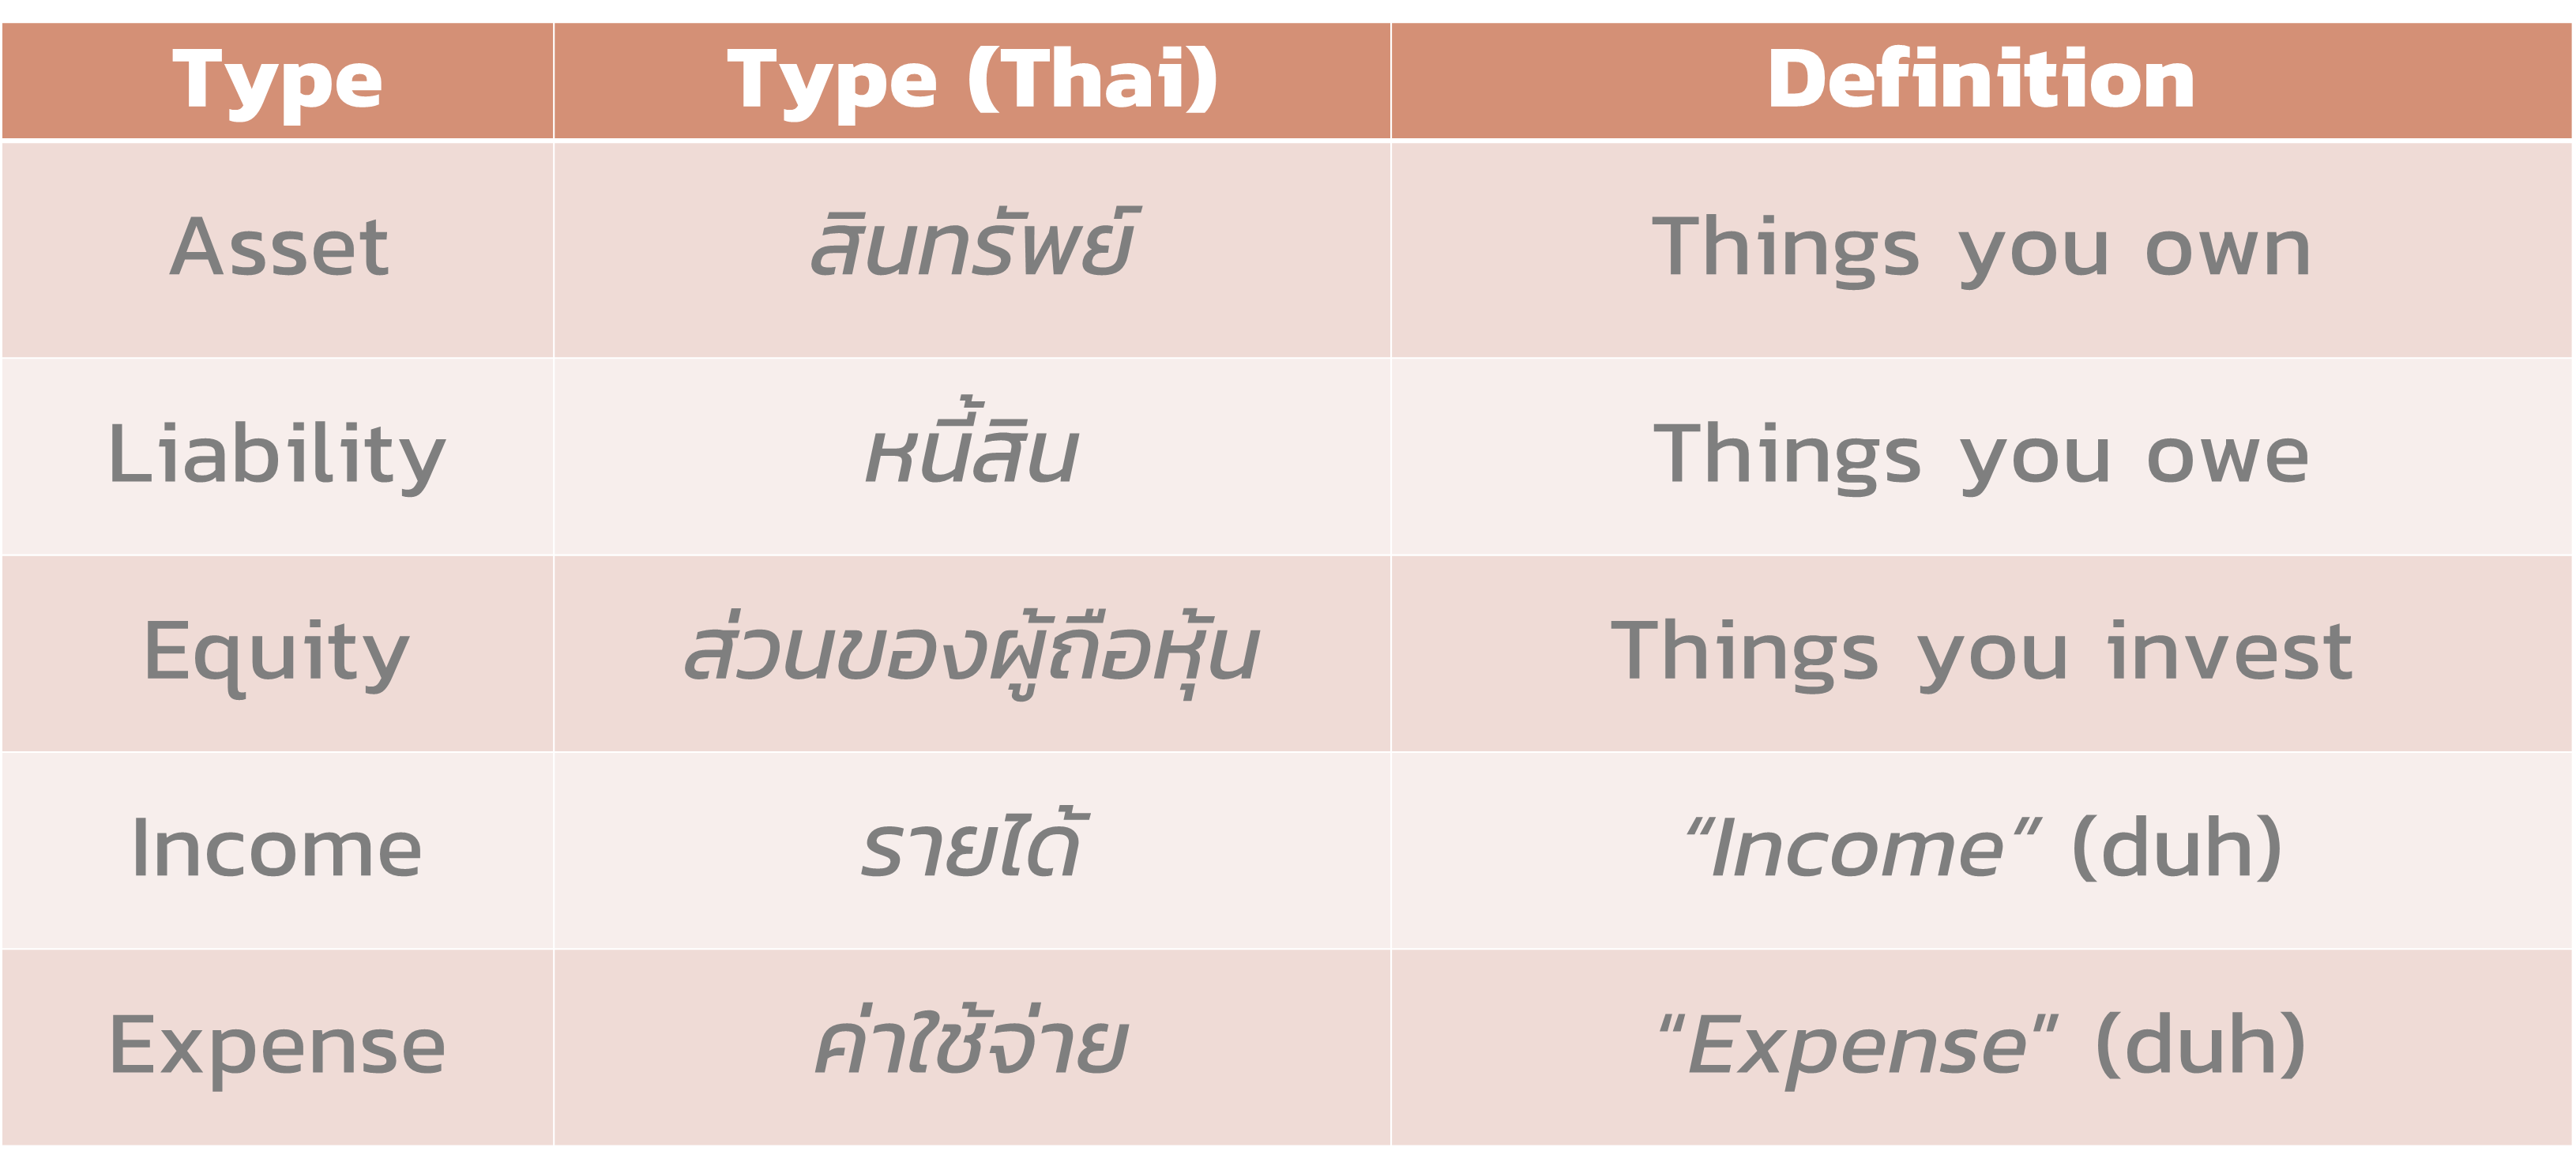 Type Type (Thai) Definition
Asset สินทรัพย์ Things you own
Liability หนี้สิน Things you owe
Equity ส่วนของผู้ถือหุ้น Things you invest
Income รายได้ “Income” (duh)
Expense ค่าใช้จ่าย "Expense" (duh)